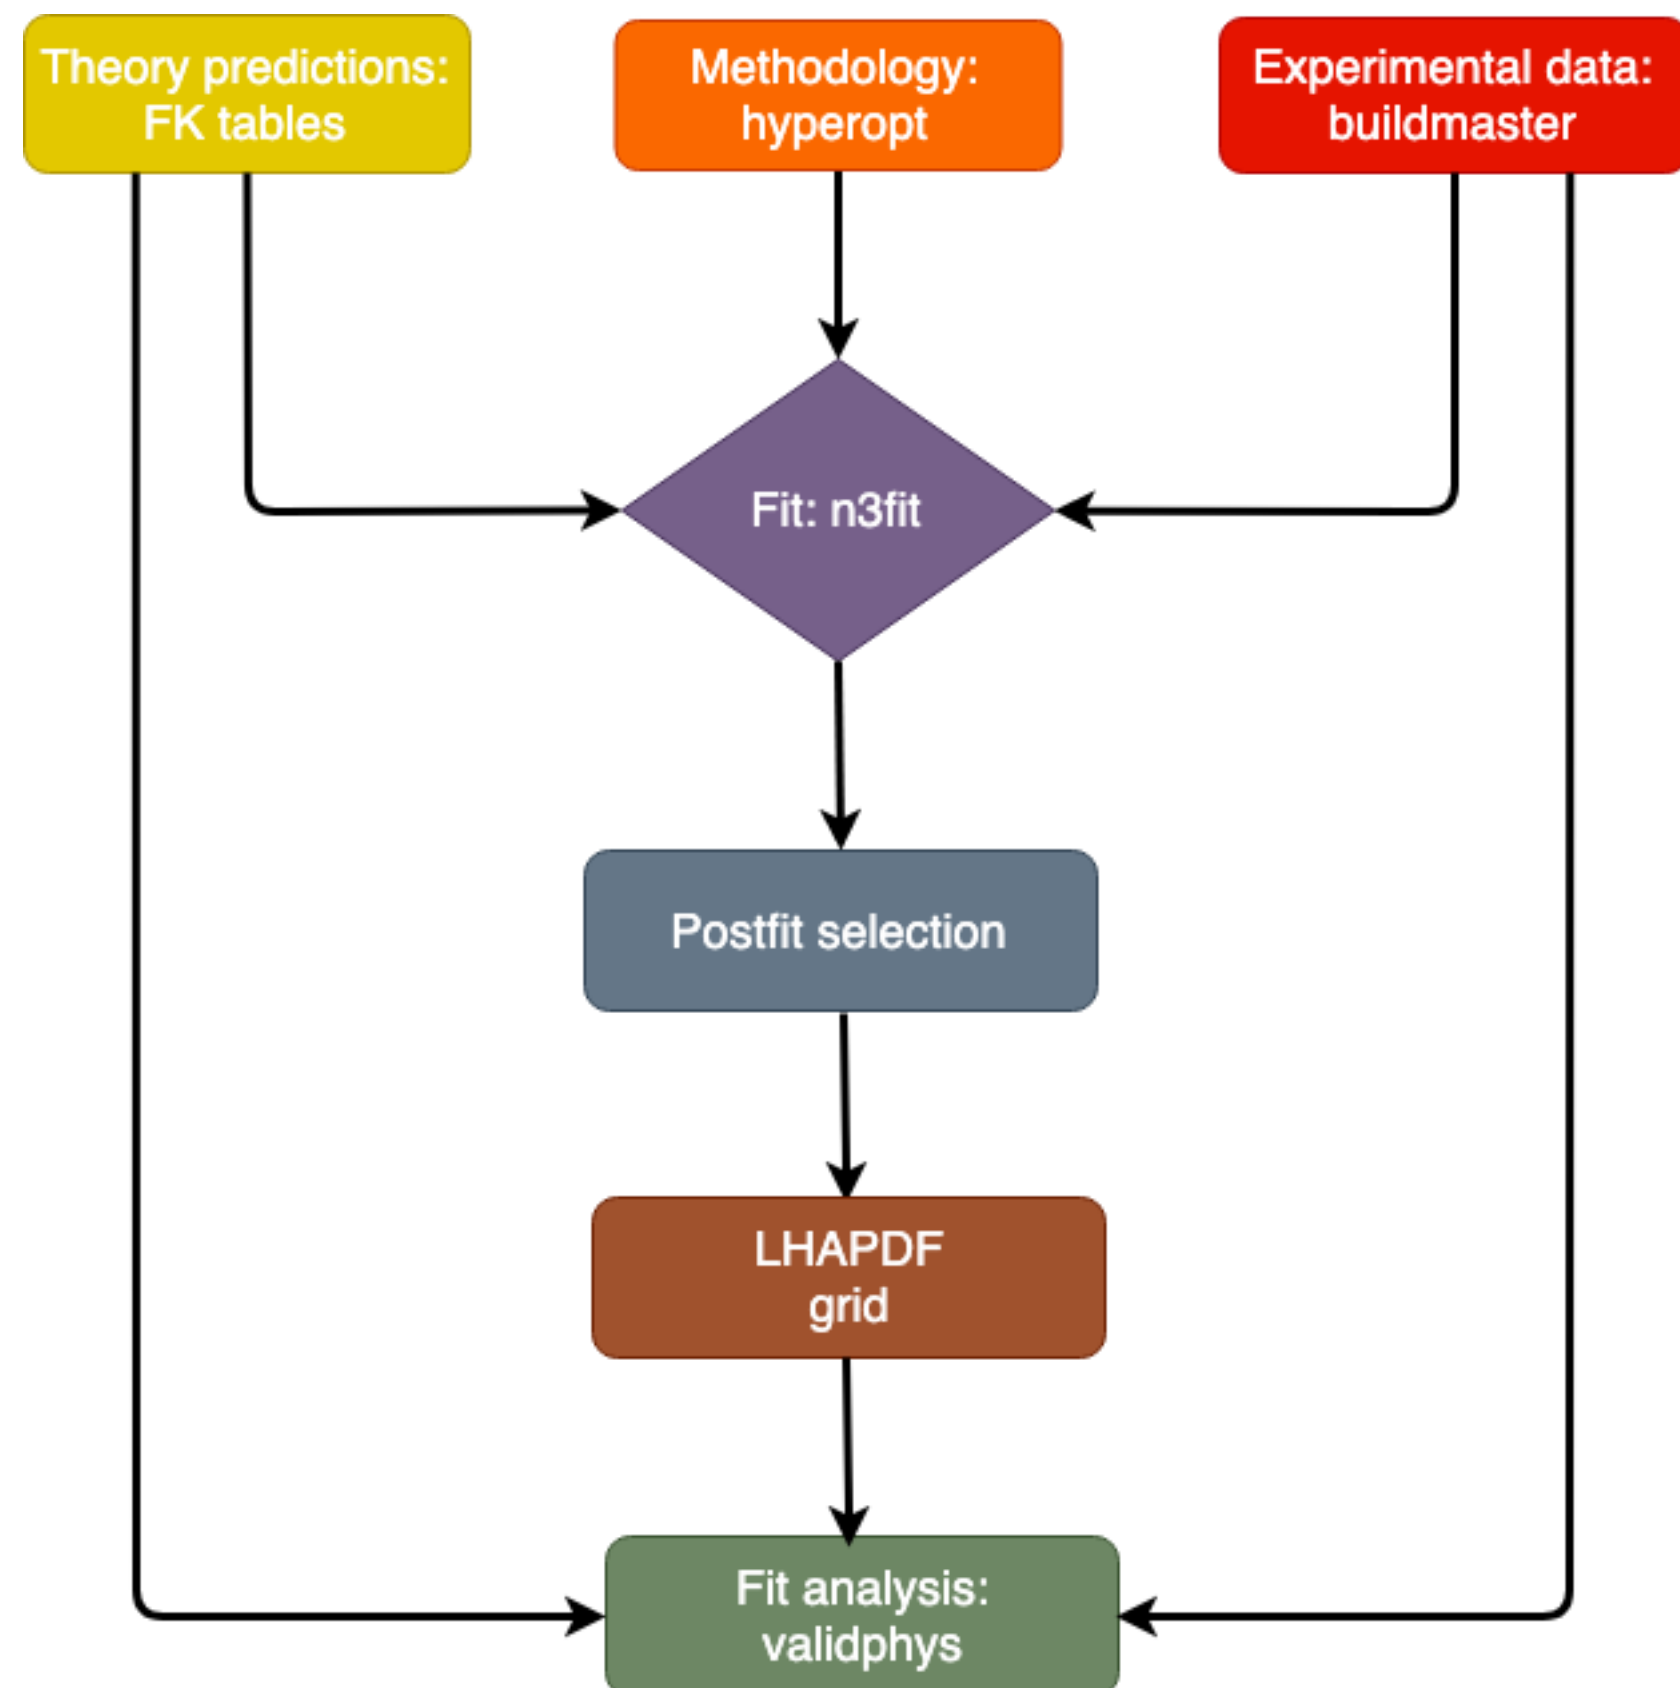 Theory predictions:
FK tables
Methodology:
hyperopt
Experimental data:
buildmaster
Fit: n3fit
Postfit selection
LHAPDF
grid
Fit analysis:
validphys